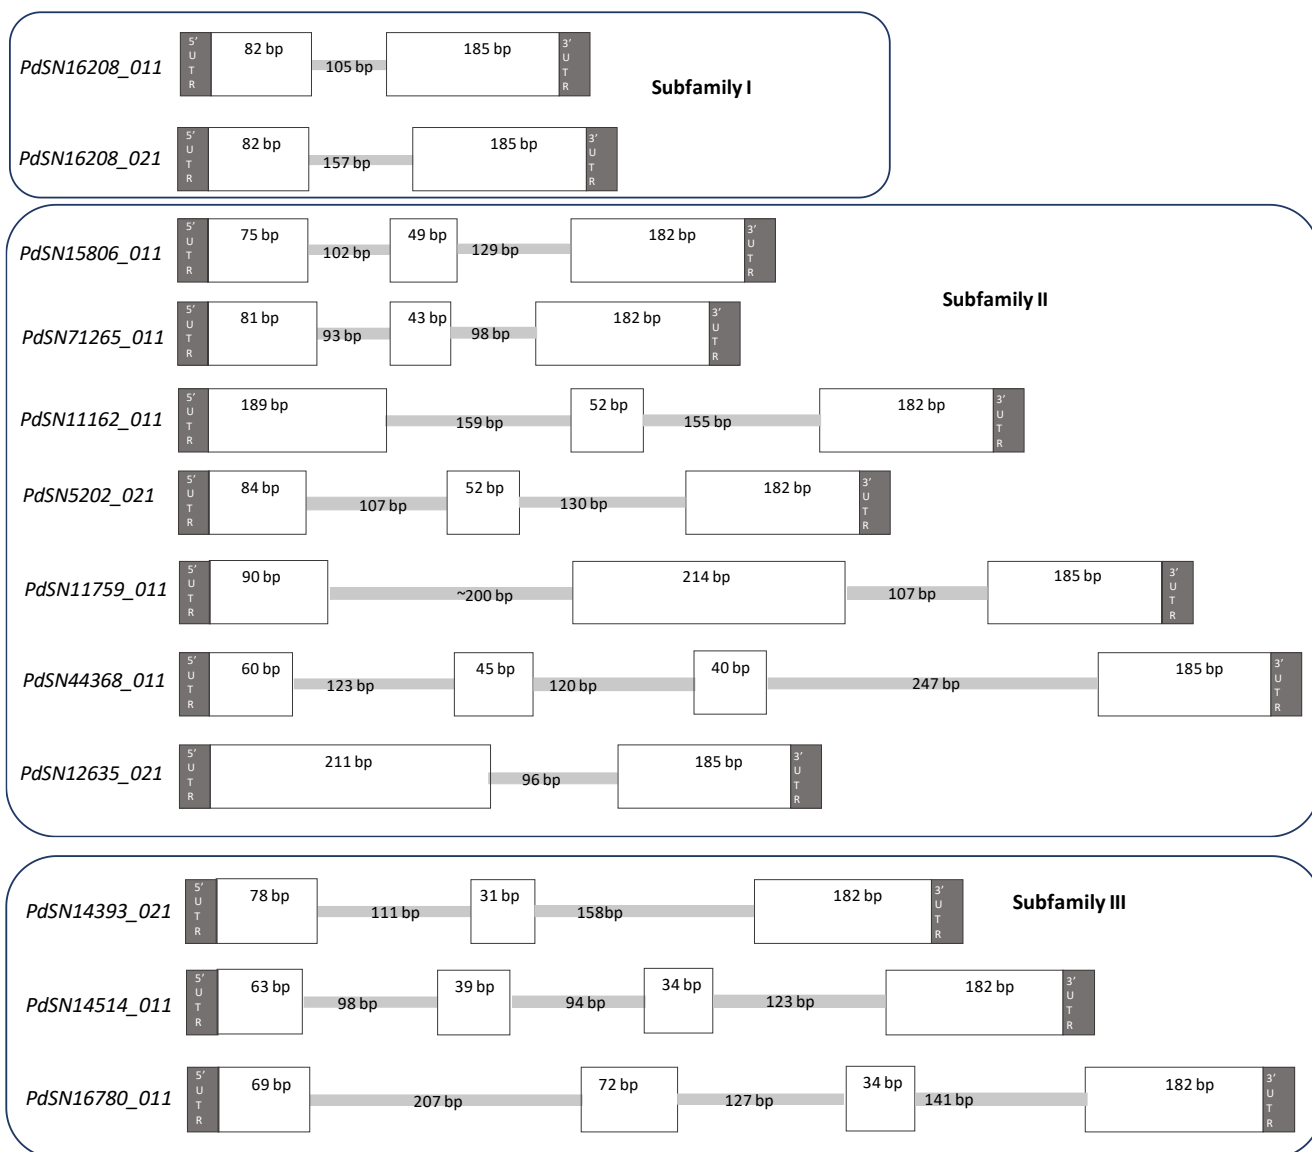 PdSN16208_011 5' UTR 82 bp 105 bp 185 bp 3' UTR
Subfamily I
PdSN16208_021 5' UTR 82 bp 157 bp 185 bp 3' UTR
PdSN15806_011 5' UTR 75 bp 102 bp 49 bp 129 bp 182 bp 3' UTR
Subfamily II
PdSN71265_011 5' UTR 81 bp 93 bp 43 bp 98 bp 182 bp 3' UTR
PdSN11162_011 5' UTR 189 bp 159 bp 52 bp 155 bp 182 bp 3' UTR
PdSN5202_021 5' UTR 84 bp 107 bp 52 bp 130 bp 182 bp 3' UTR
PdSN11759_011 5' UTR 90 bp ~200 bp 214 bp 107 bp 185 bp 3' UTR
PdSN44368_011 5' UTR 60 bp 123 bp 45 bp 120 bp 40 bp 247 bp 185 bp 3' UTR
PdSN12635_021 5' UTR 211 bp 96 bp 185 bp 3' UTR
PdSN14393_021 5' UTR 78 bp 111 bp 31 bp 158bp 182 bp 3' UTR
Subfamily III
PdSN14514_011 5' UTR 63 bp 98 bp 39 bp 94 bp 34 bp 123 bp 182 bp 3' UTR
PdSN16780_011 5' UTR 69 bp 207 bp 72 bp 127 bp 34 bp 141 bp 182 bp 3' UTR